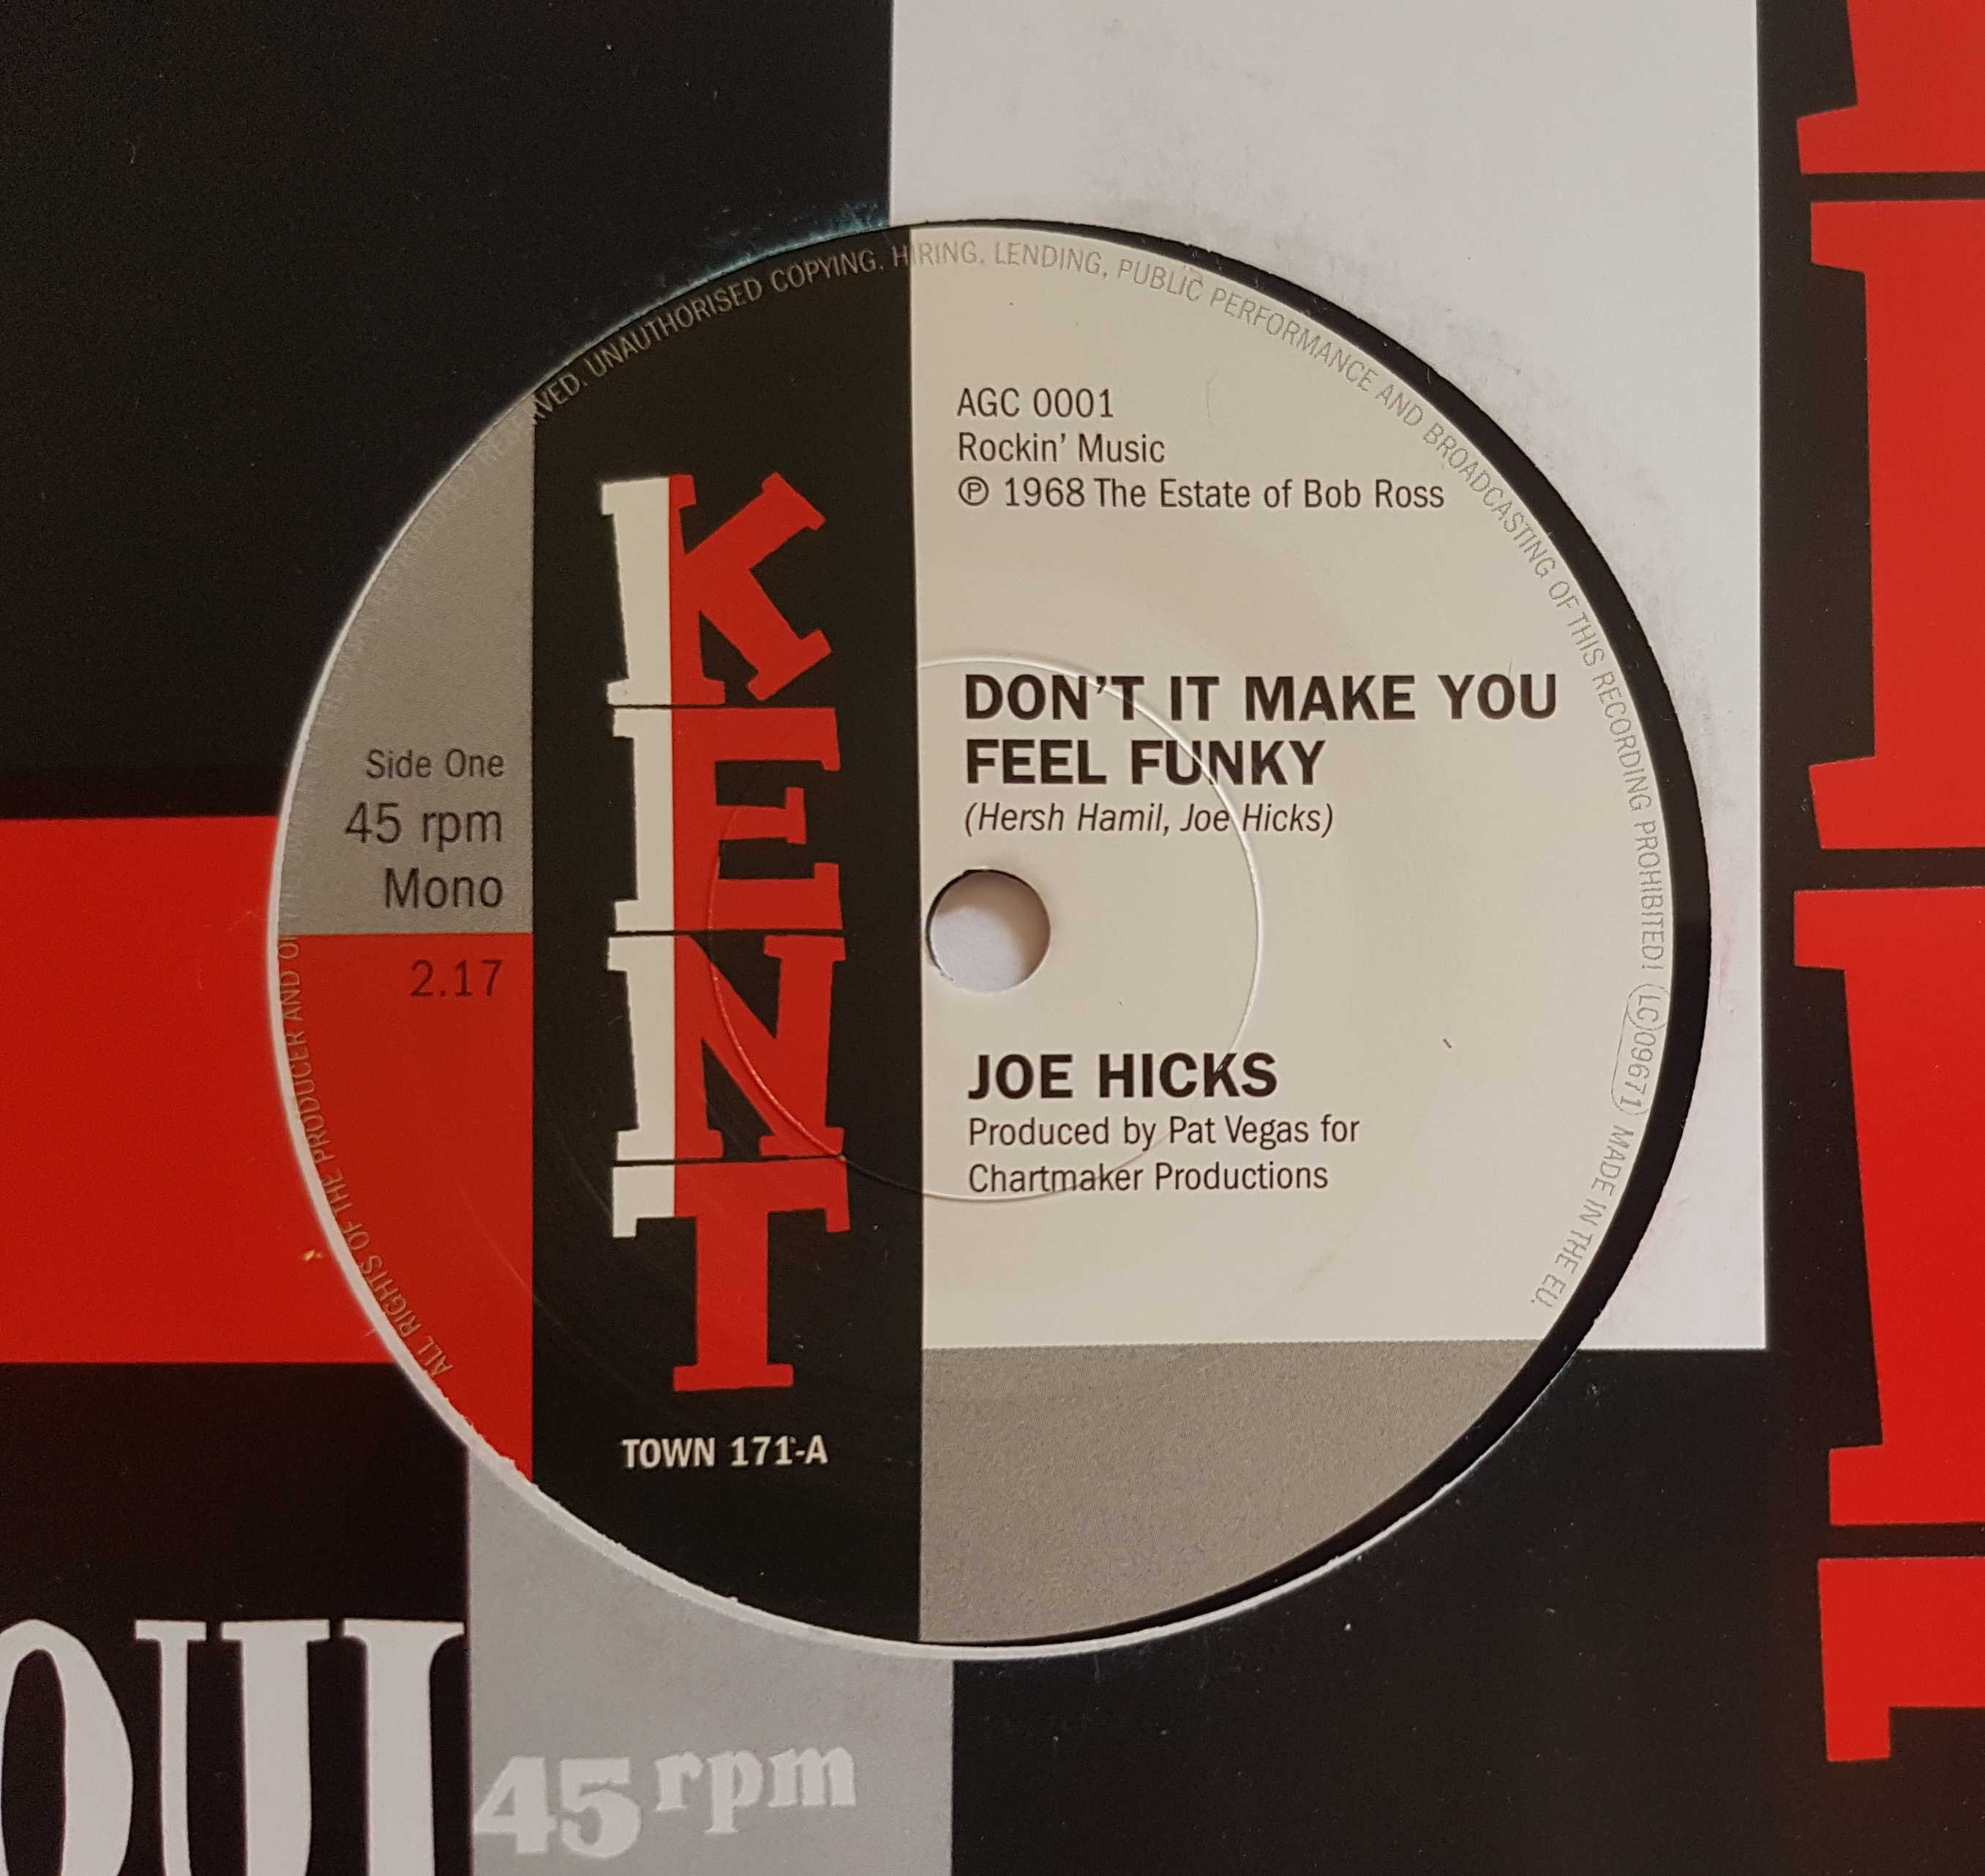 AGC 0001
Rockin' Music
℗ 1968 The Estate of Bob Ross
DON'T IT MAKE YOU
FEEL FUNKY
(Hersh Hamil, Joe Hicks)
JOE HICKS
Produced by Pat Vegas for
Chartmaker Productions
Side One
45 rpm
Mono
2.17
KENT
TOWN 171-A
ALL RIGHTS OF THE PRODUCER AND OF THE UNAUTHORISED COPYING, HIRING, LENDING, PUBLIC PERFORMANCE AND BROADCASTING OF THIS RECORDING PROHIBITED! LC 09671 MADE IN THE EU.
45 rpm